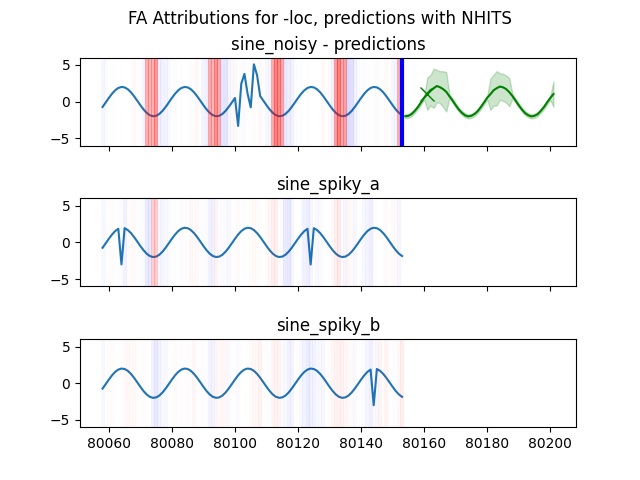 FA Attributions for -loc, predictions with NHITS
sine_noisy - predictions
5
0
−5
sine_spiky_a
5
0
−5
sine_spiky_b
5
0
−5
80060 80080 80100 80120 80140 80160 80180 80200